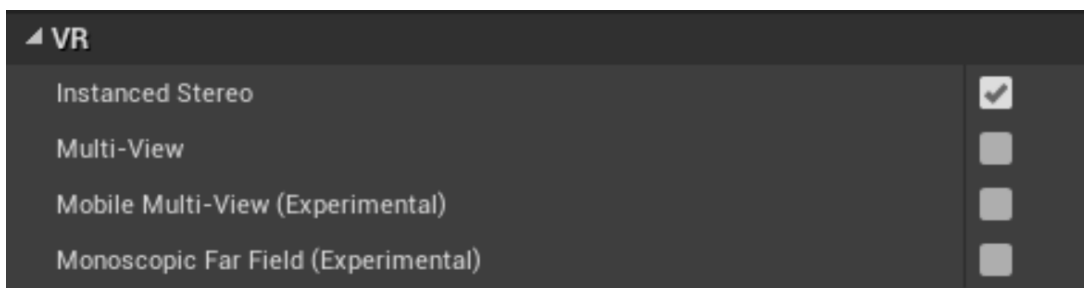 VR
Instanced Stereo
Multi-View
Mobile Multi-View (Experimental)
Monoscopic Far Field (Experimental)